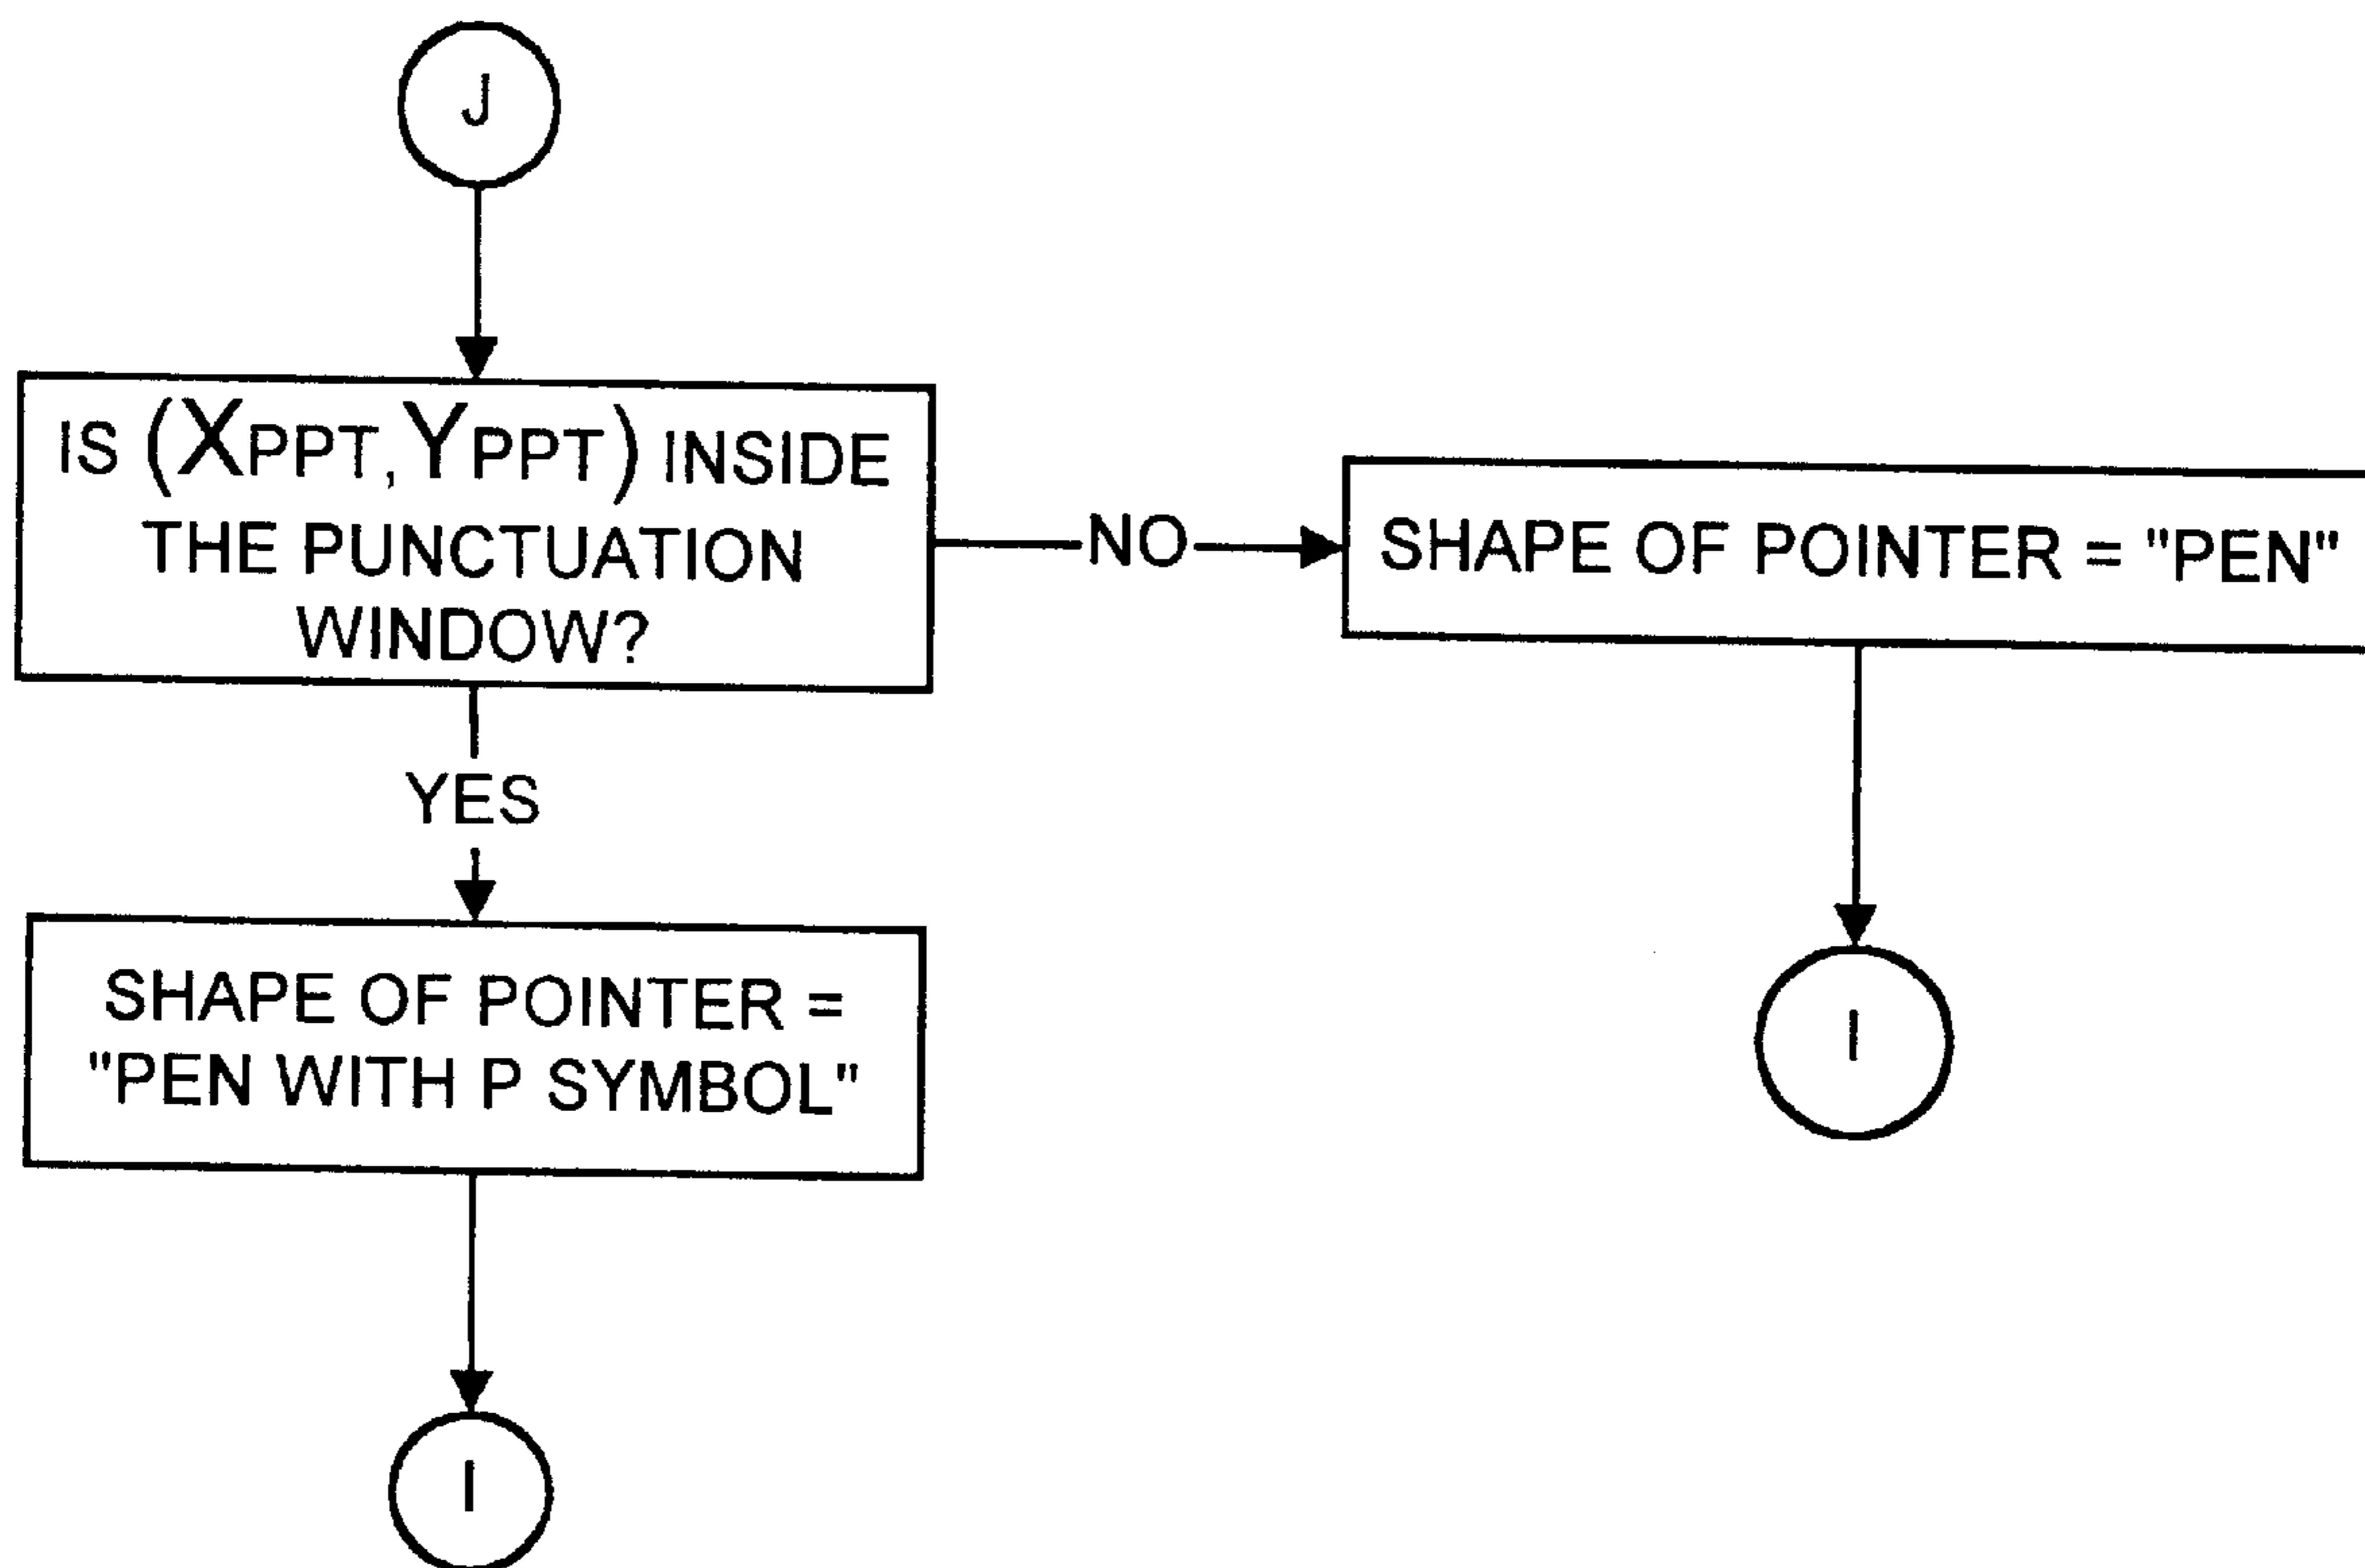 J
IS (XPPT, YPPT) INSIDE
THE PUNCTUATION
WINDOW?
NO
SHAPE OF POINTER = "PEN"
YES
SHAPE OF POINTER =
"PEN WITH P SYMBOL"
I
I